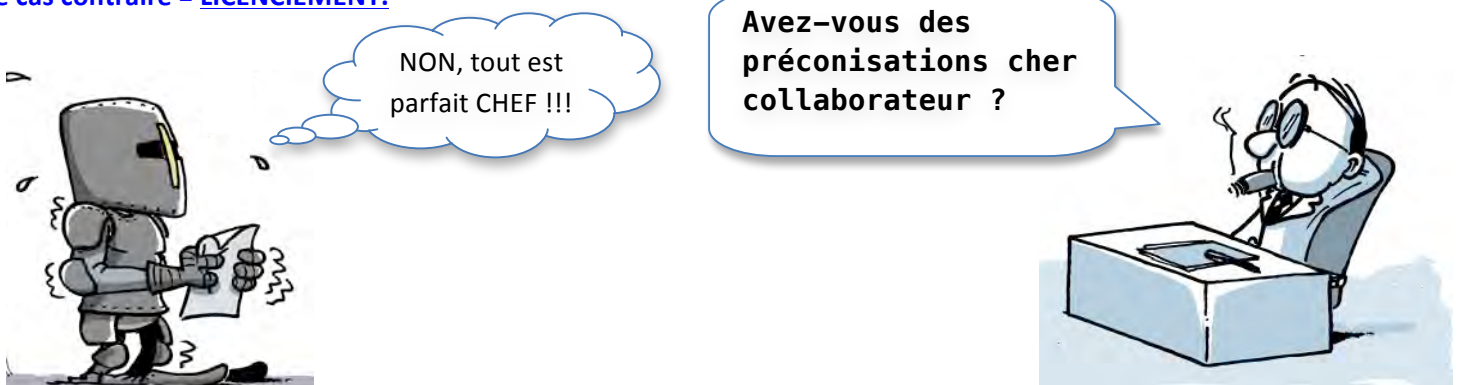 cas contraire = LICENCIEMENT.
NON, tout est
parfait CHEF !!!
Avez-vous des
préconisations cher
collaborateur ?